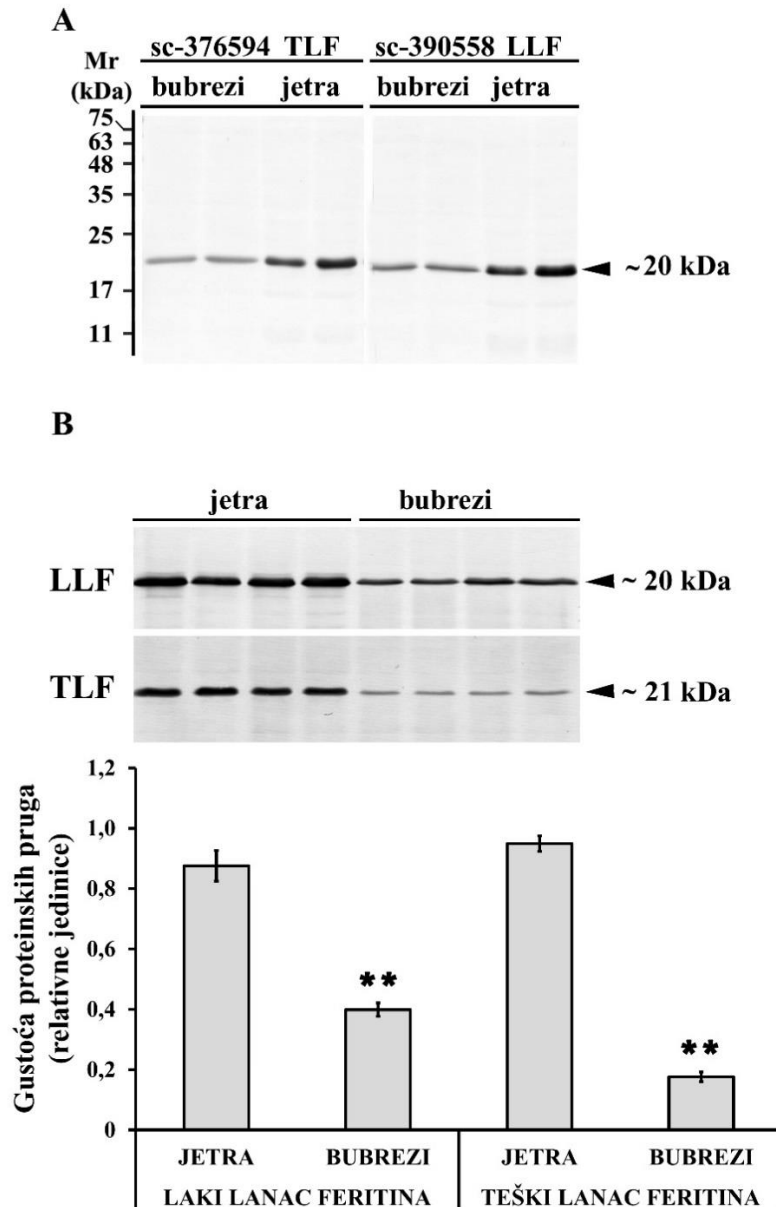 A
sc-376594 TLF sc-390558 LLF
Mr
(kDa)
bubrezi jetra bubrezi jetra
75
63
48
35
25
17
11
~20 kDa
B
jetra bubrezi
LLF ~ 20 kDa
TLF ~ 21 kDa
Gustoća proteinskih pruga
(relativne jedinice)
1,2
1,0
0,8
0,6
0,4
0,2
0
**
**
JETRA BUBREZI JETRA BUBREZI
LAKI LANAC FERITINA TEŠKI LANAC FERITINA